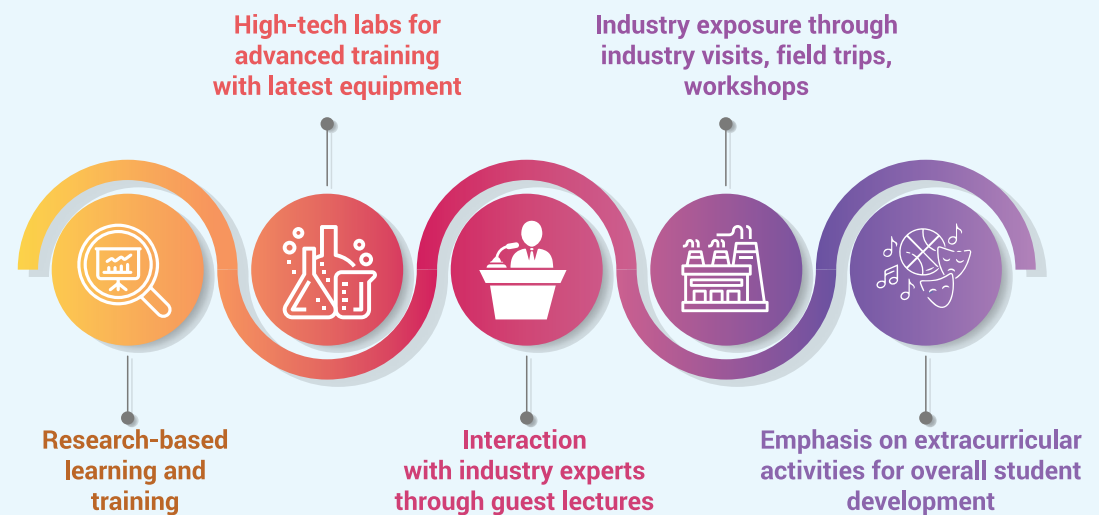 High-tech labs for
advanced training
with latest equipment
Industry exposure through
industry visits, field trips,
workshops
Research-based
learning and
training
Interaction
with industry experts
through guest lectures
Emphasis on extracurricular
activities for overall student
development